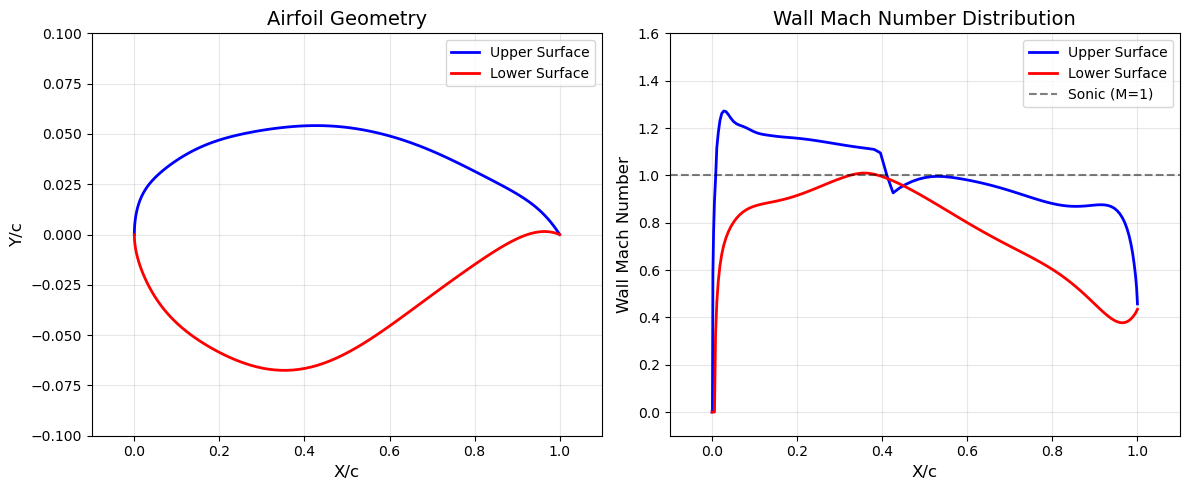 Airfoil Geometry
Upper Surface
Lower Surface
0.100
0.075
0.050
0.025
0.000
−0.025
−0.050
−0.075
−0.100
Y/c
0.0 0.2 0.4 0.6 0.8 1.0
X/c
Wall Mach Number Distribution
Upper Surface
Lower Surface
Sonic (M=1)
1.6
1.4
1.2
1.0
0.8
0.6
0.4
0.2
0.0
Wall Mach Number
0.0 0.2 0.4 0.6 0.8 1.0
X/c